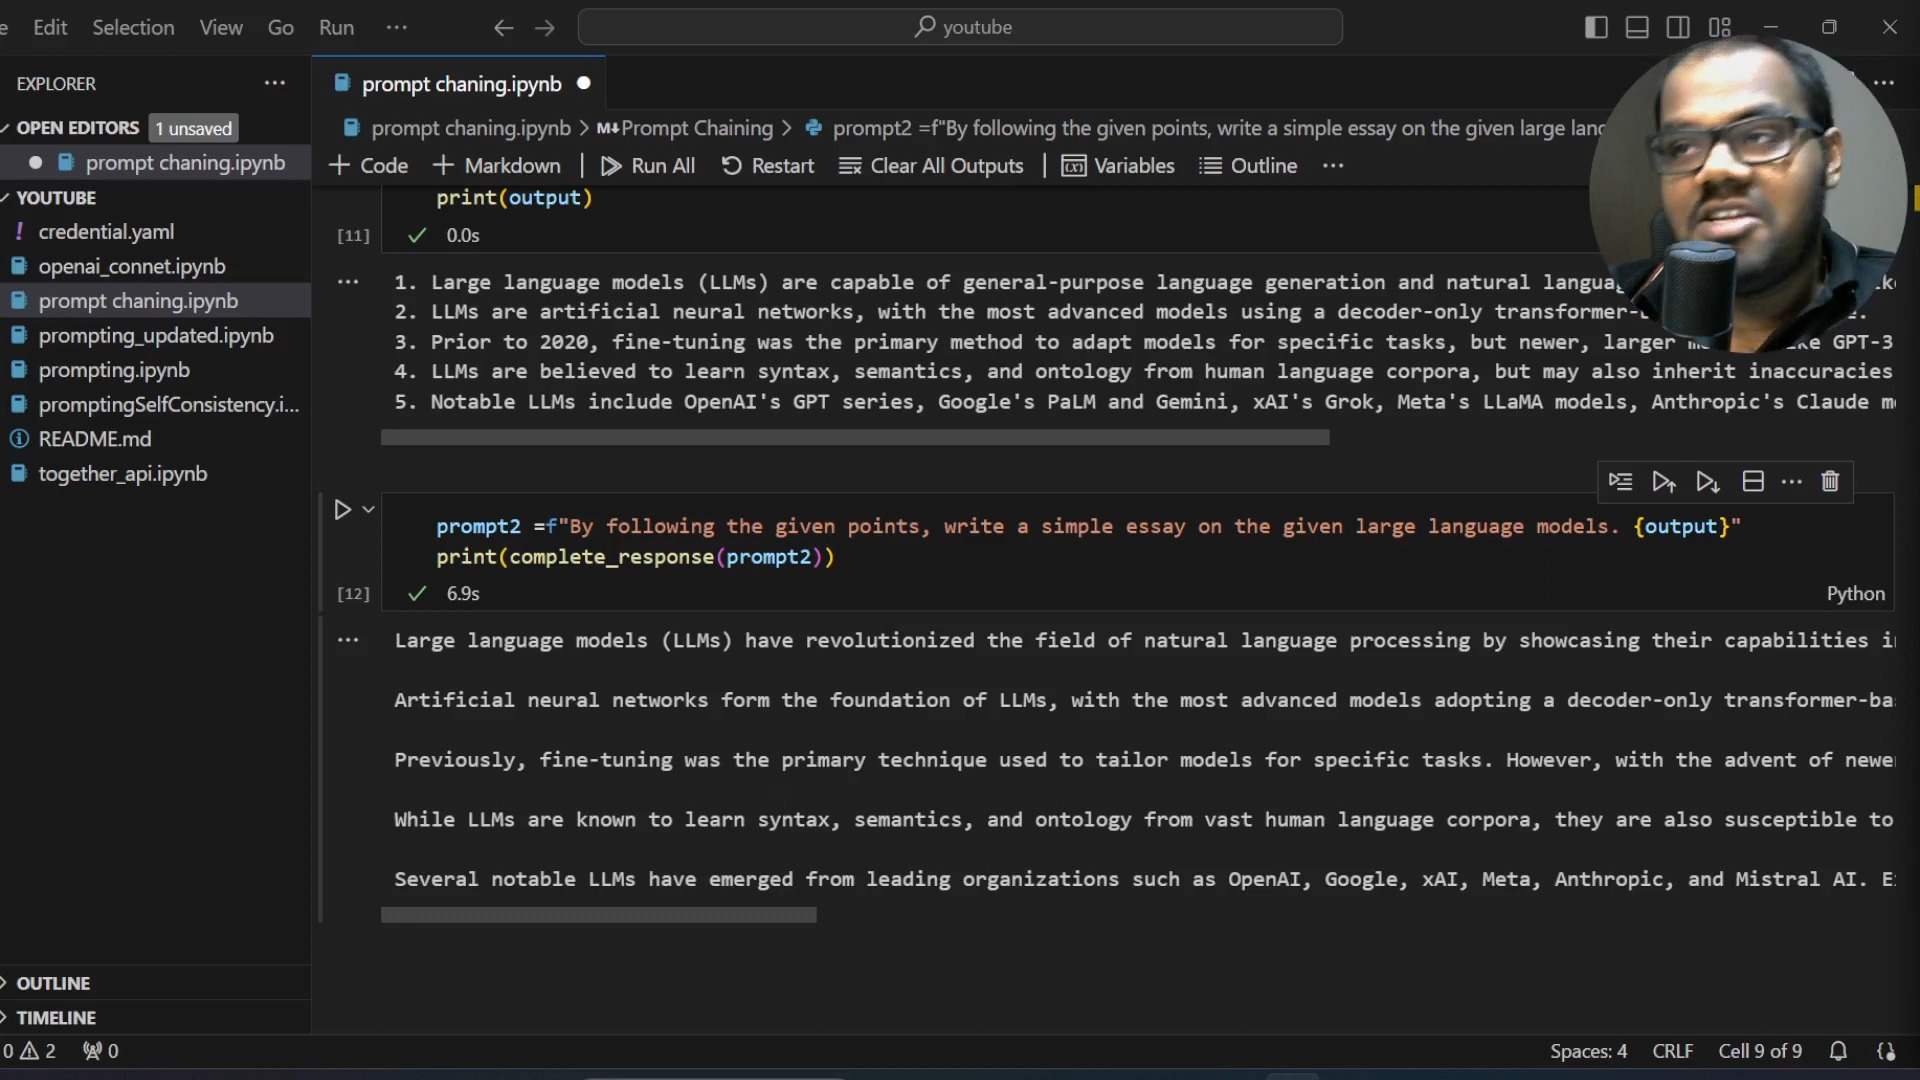 Edit Selection View Go Run ··· youtube
EXPLORER ···
OPEN EDITORS 1 unsaved
prompt chaning.ipynb
YOUTUBE
credential.yaml
openai_connet.ipynb
prompt chaning.ipynb
prompting_updated.ipynb
prompting.ipynb
promptingSelfConsistency.i...
README.md
together_api.ipynb
OUTLINE
TIMELINE
prompt chaning.ipynb
prompt chaning.ipynb > M↓Prompt Chaining > prompt2 =f"By following the given points, write a simple essay on the given large
+ Code + Markdown Run All Restart Clear All Outputs Variables Outline ···
print(output)
[11] 0.0s
1. Large language models (LLMs) are capable of general-purpose language generation and natural
2. LLMs are artificial neural networks, with the most advanced models using a decoder-only
3. Prior to 2020, fine-tuning was the primary method to adapt models for specific tasks, but newer, larger GPT-3
4. LLMs are believed to learn syntax, semantics, and ontology from human language corpora, but may also inherit inaccuracies
5. Notable LLMs include OpenAI's GPT series, Google's PaLM and Gemini, xAI's Grok, Meta's LLaMA models, Anthropic's Claude
prompt2 =f"By following the given points, write a simple essay on the given large language models. {output}"
print(complete_response(prompt2))
[12] 6.9s Python
Large language models (LLMs) have revolutionized the field of natural language processing by showcasing their capabilities
Artificial neural networks form the foundation of LLMs, with the most advanced models adopting a decoder-only
Previously, fine-tuning was the primary technique used to tailor models for specific tasks. However, with the advent of
While LLMs are known to learn syntax, semantics, and ontology from vast human language corpora, they are also susceptible to
Several notable LLMs have emerged from leading organizations such as OpenAI, Google, xAI, Meta, Anthropic, and Mistral AI.
0 2 0 Spaces: 4 CRLF Cell 9 of 9